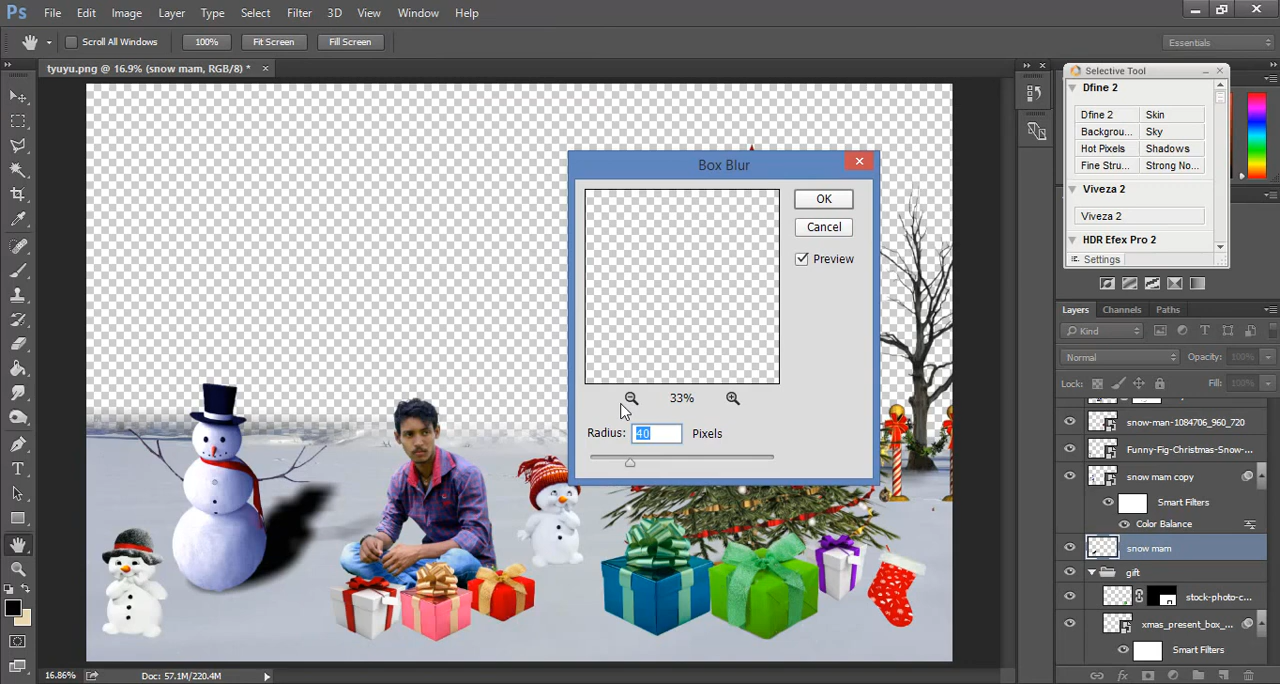 Ps File Edit Image Layer Type Select Filter 3D View Window Help
Scroll All Windows 100% Fit Screen Fill Screen Essentials
tyuyu.png @ 16.9% (snow mam, RGB/8) * ×
Selective Tool
Dfine 2
Dfine 2 Skin
Backgrou... Sky
Hot Pixels Shadows
Fine Stru... Strong No...
Viveza 2
Viveza 2
HDR Efex Pro 2
Settings
Box Blur
OK
Cancel
Preview
33%
Radius: 40 Pixels
Layers Channels Paths
Kind
Normal Opacity: 100%
Lock: Fill: 100%
snow-man-1084706_960_720
Funny-Fig-Christmas-Snow-...
snow mam copy
Smart Filters
Color Balance
snow mam
gift
stock-photo-c...
xmas_present_box_...
Smart Filters
16.86% Doc: 57.1M/220.4M